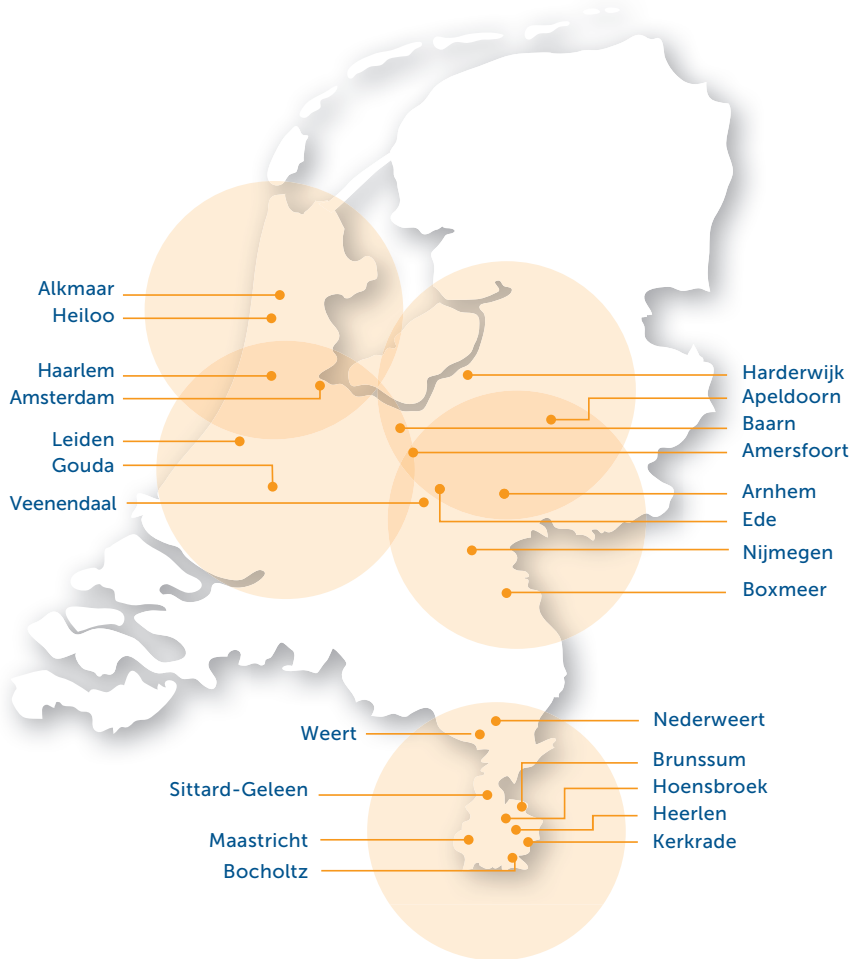 Alkmaar
Heiloo
Haarlem
Amsterdam
Leiden
Gouda
Veenendaal
Harderwijk
Apeldoorn
Baarn
Amersfoort
Arnhem
Ede
Nijmegen
Boxmeer
Weert
Sittard-Geleen
Maastricht
Bocholtz
Nederweert
Brunssum
Hoensbroek
Heerlen
Kerkrade